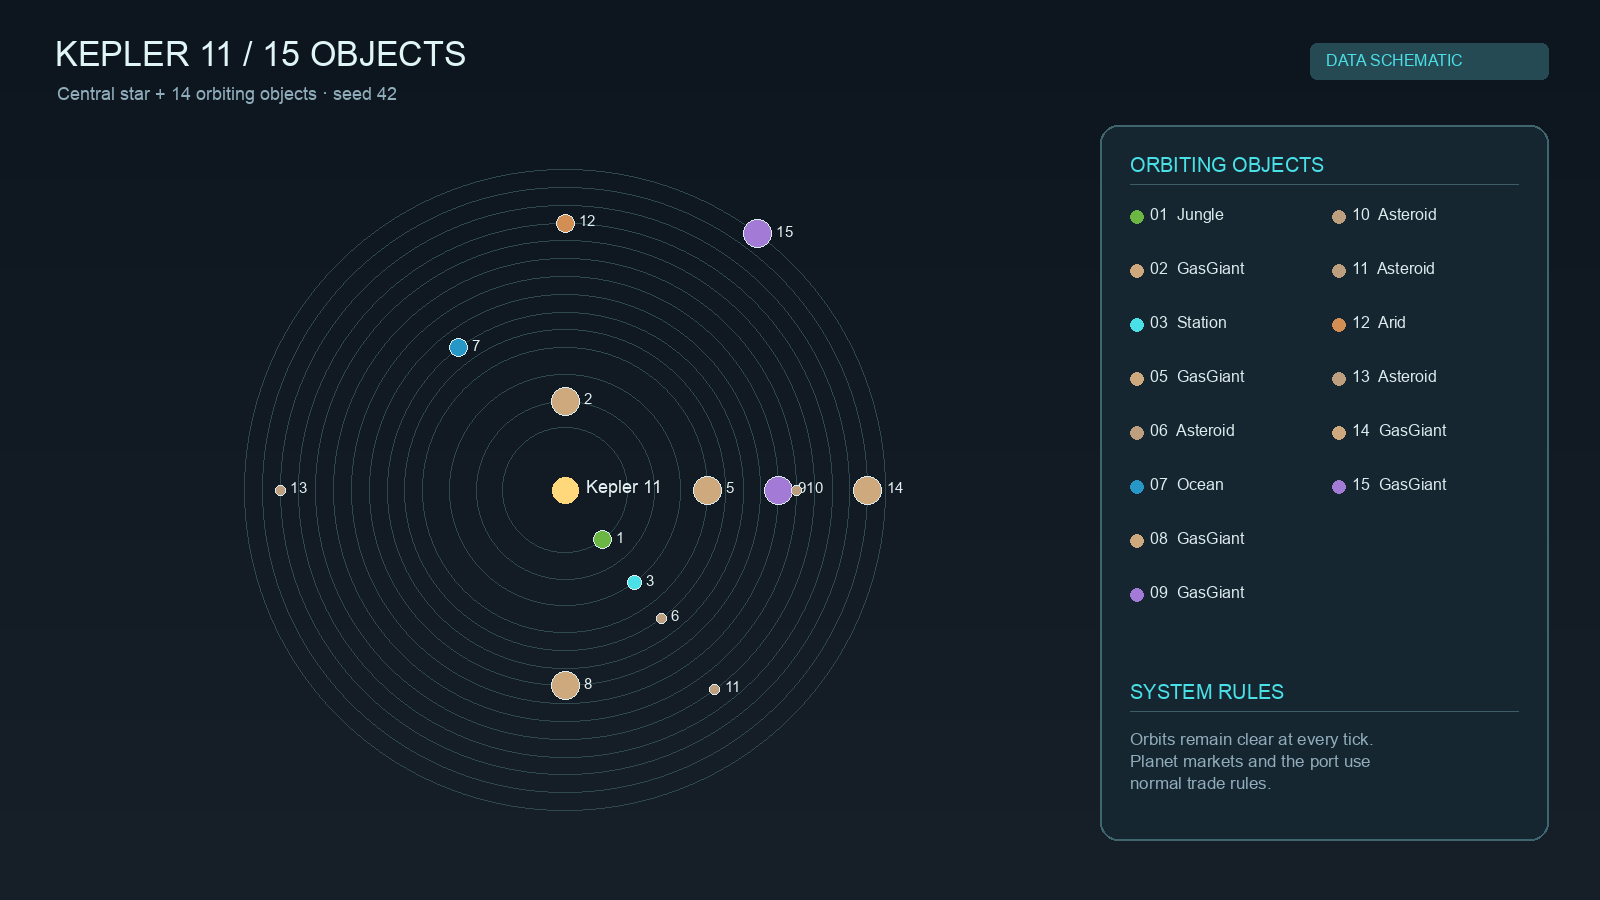 KEPLER 11 / 15 OBJECTS
Central star + 14 orbiting objects · seed 42
DATA SCHEMATIC
12
15
7
2
13
Kepler 11
5
910
14
1
3
6
8
11
ORBITING OBJECTS
01 Jungle
02 GasGiant
03 Station
05 GasGiant
06 Asteroid
07 Ocean
08 GasGiant
09 GasGiant
10 Asteroid
11 Asteroid
12 Arid
13 Asteroid
14 GasGiant
15 GasGiant
SYSTEM RULES
Orbits remain clear at every tick.
Planet markets and the port use
normal trade rules.